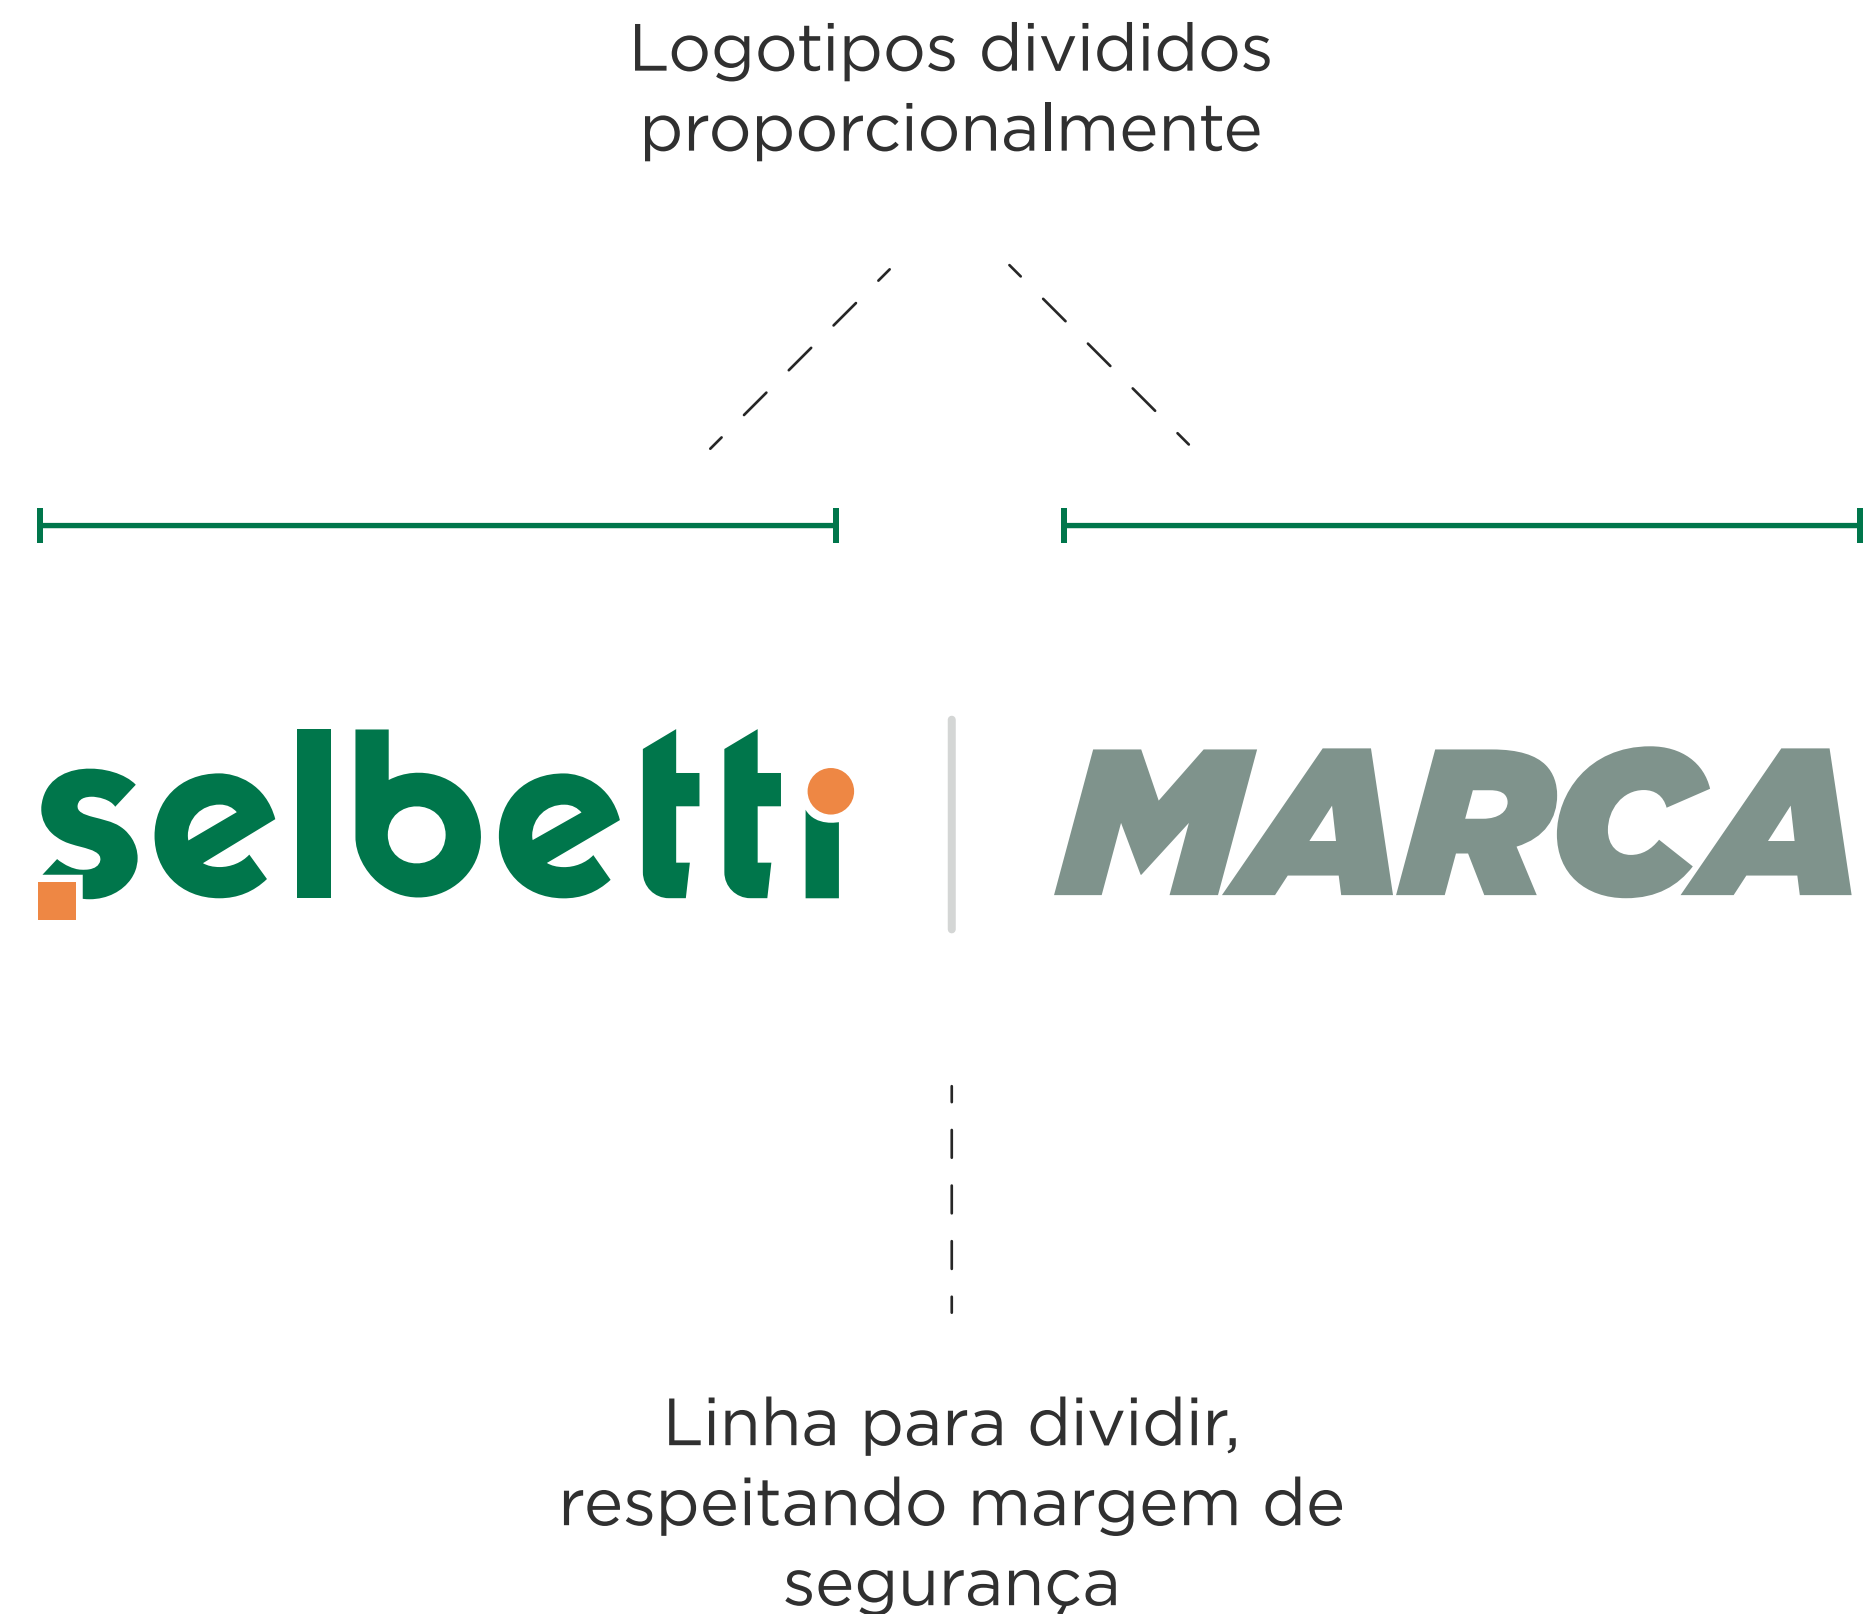 Logotipos divididos
proporcionalmente
selbetti
MARCA
Linha para dividir,
respeitando margem de
segurança